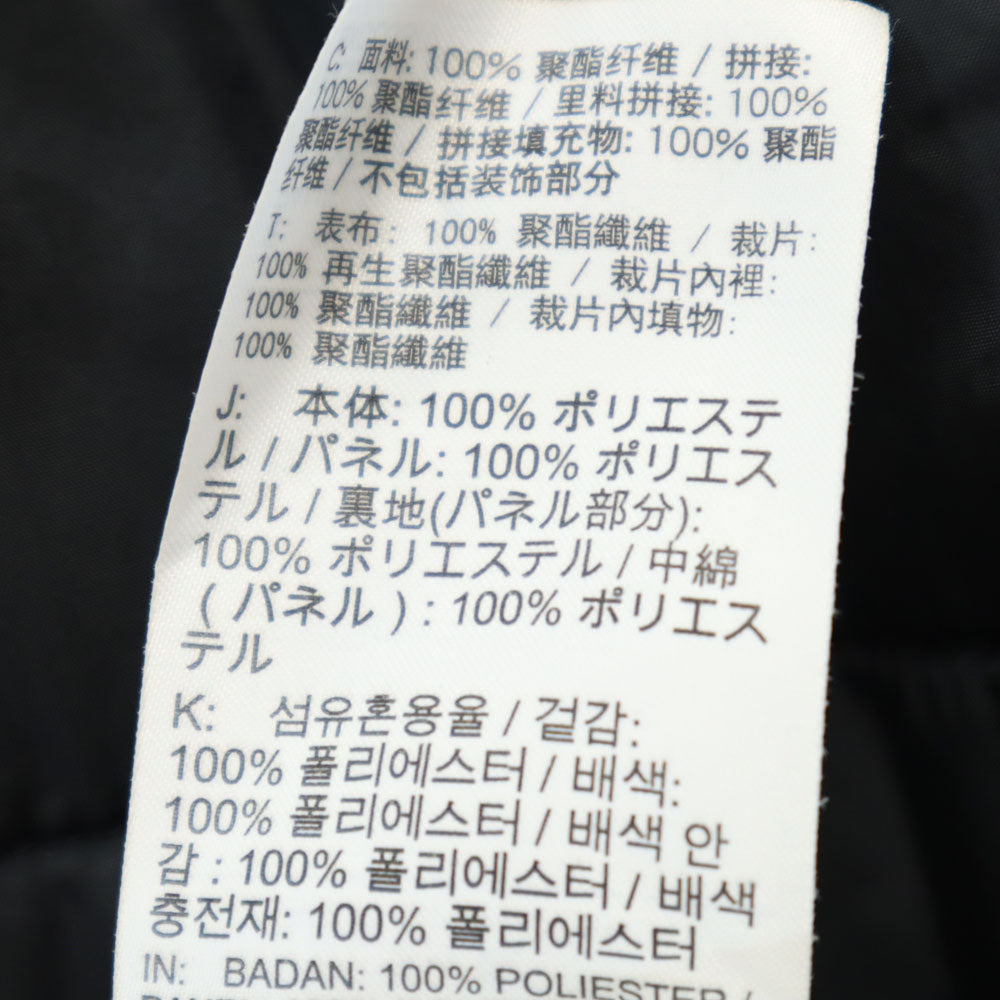 C: 面料: 100% 聚酯纤维 / 拼接:
100% 聚酯纤维 / 里料拼接: 100%
聚酯纤维 / 拼接填充物: 100% 聚酯
纤维 / 不包括装饰部分
T: 表布: 100% 聚酯纖維 / 裁片:
100% 再生聚酯纖維 / 裁片內裡:
100% 聚酯纖維 / 裁片內填物:
100% 聚酯纖維
J: 本体: 100% ポリエステ
ル / パネル: 100% ポリエス
テル / 裏地(パネル部分):
100% ポリエステル / 中綿
( パネル ) : 100% ポリエス
テル
K: 섬유혼용율 / 겉감:
100% 폴리에스터 / 배색:
100% 폴리에스터 / 배색 안
감 : 100% 폴리에스터 / 배색
충전재: 100% 폴리에스터
IN: BADAN: 100% POLIESTER /